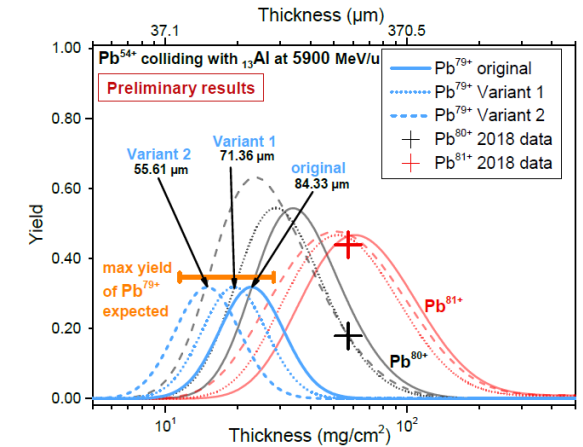 Thickness (μm)
37.1 370.5
Pb54+ colliding with 13Al at 5900 MeV/u
Preliminary results
Pb79+ original
Pb79+ Variant 1
Pb79+ Variant 2
Pb80+ 2018 data
Pb81+ 2018 data
Variant 1
71.36 μm
Variant 2
55.61 μm
original
84.33 μm
max yield
of Pb79+
expected
Pb81+
Pb80+
Yield
1.00
0.80
0.60
0.40
0.20
0.00
10¹ 10²
Thickness (mg/cm²)